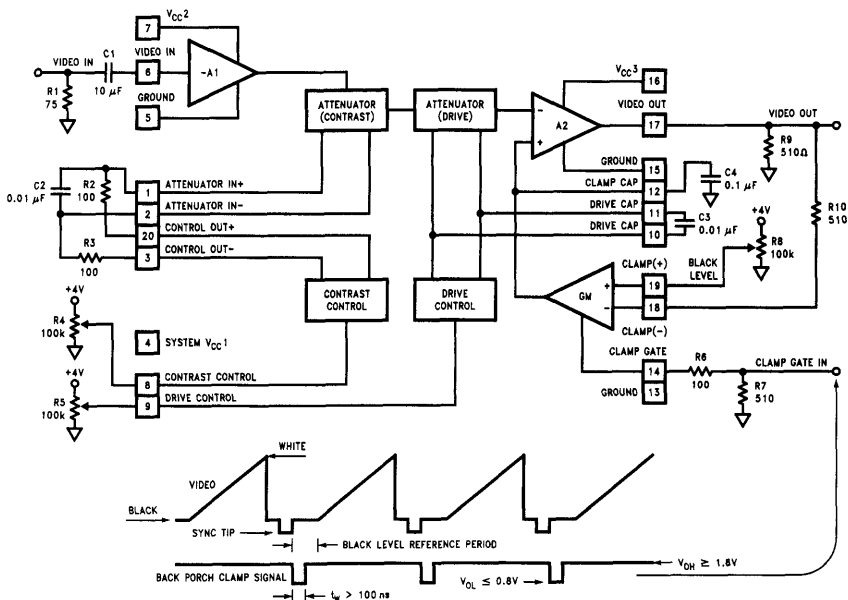 7
VCC2
VIDEO IN
C1
10 μF
R1
75
VIDEO IN
6
-A1
GROUND
5
ATTENUATOR
(CONTRAST)
ATTENUATOR
(DRIVE)
VCC3
16
VIDEO OUT
17
-
+
A2
VIDEO OUT
R9
510Ω
GROUND
15
CLAMP CAP
12
C4
0.1 μF
DRIVE CAP
11
DRIVE CAP
10
C3
0.01 μF
R10
510
C2
0.01 μF
R2
100
1
ATTENUATOR IN+
2
ATTENUATOR IN-
20
CONTROL OUT+
3
CONTROL OUT-
R3
100
+4V
R8
100k
BLACK
LEVEL
CLAMP(+)
19
+
-
GM
18
CLAMP(-)
CONTRAST
CONTROL
DRIVE
CONTROL
+4V
R4
100k
4
SYSTEM VCC1
8
CONTRAST CONTROL
9
DRIVE CONTROL
+4V
R5
100k
CLAMP GATE
14
R6
100
CLAMP GATE IN
GROUND
13
R7
510
WHITE
VIDEO
BLACK
SYNC TIP
BLACK LEVEL REFERENCE PERIOD
BACK PORCH CLAMP SIGNAL
VOL ≤ 0.8V
VOH ≥ 1.8V
tw > 100 ns